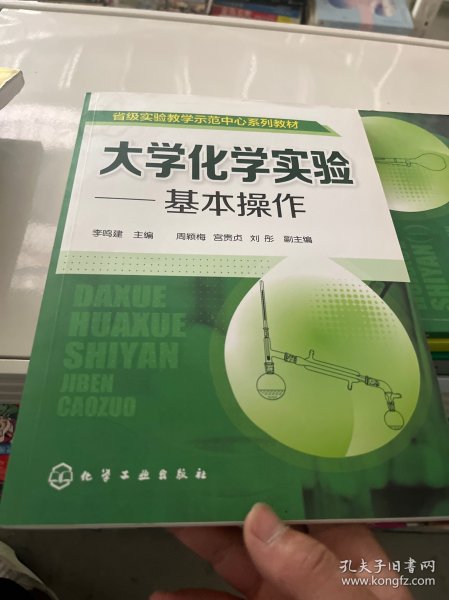 省级实验教学示范中心系列教材
大学化学实验
——基本操作
李鸣建 主编 周颖梅 宫贵贞 刘彤 副主编
DAXUE
HUAXUE
SHIYAN
JIBEN
CAOZUO
化学工业出版社
孔夫子旧书网
www.kongfz.com